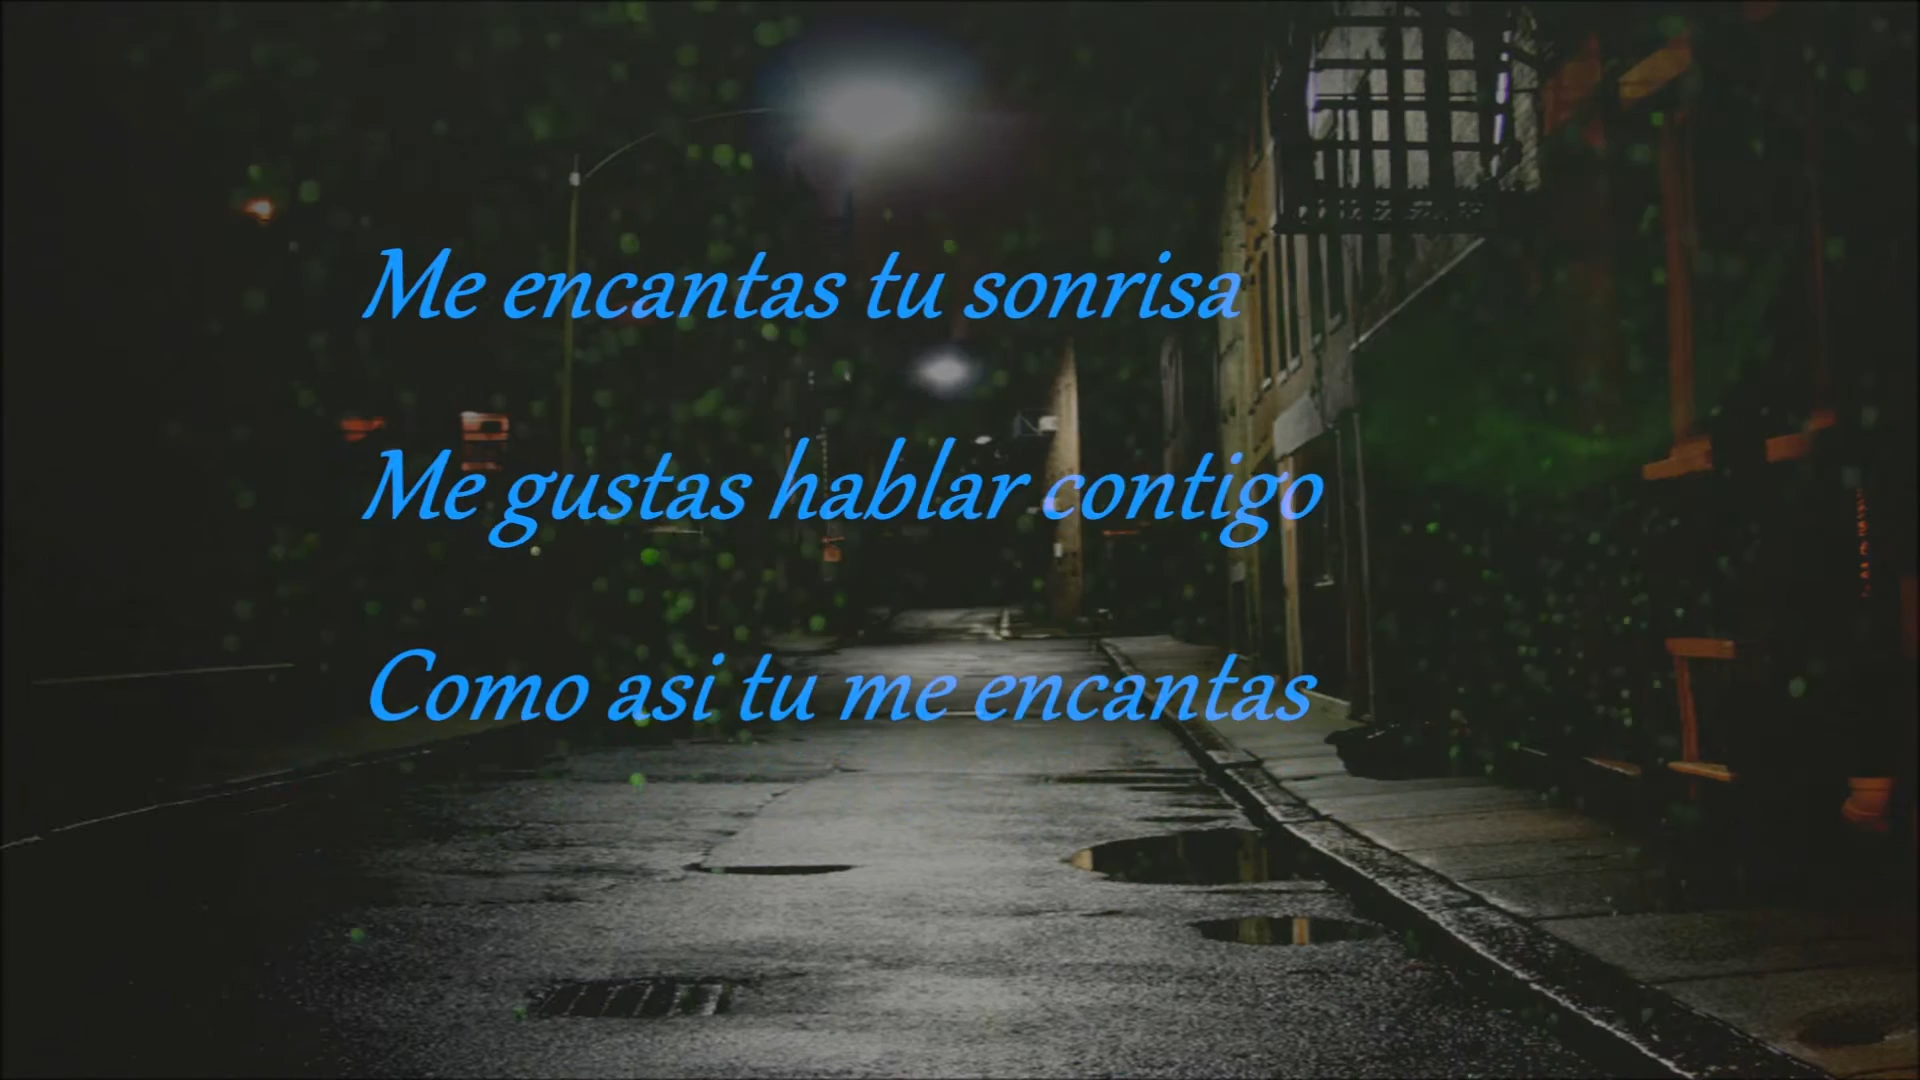 Me encantas tu sonrisa
Me gustas hablar contigo
Como asi tu me encantas